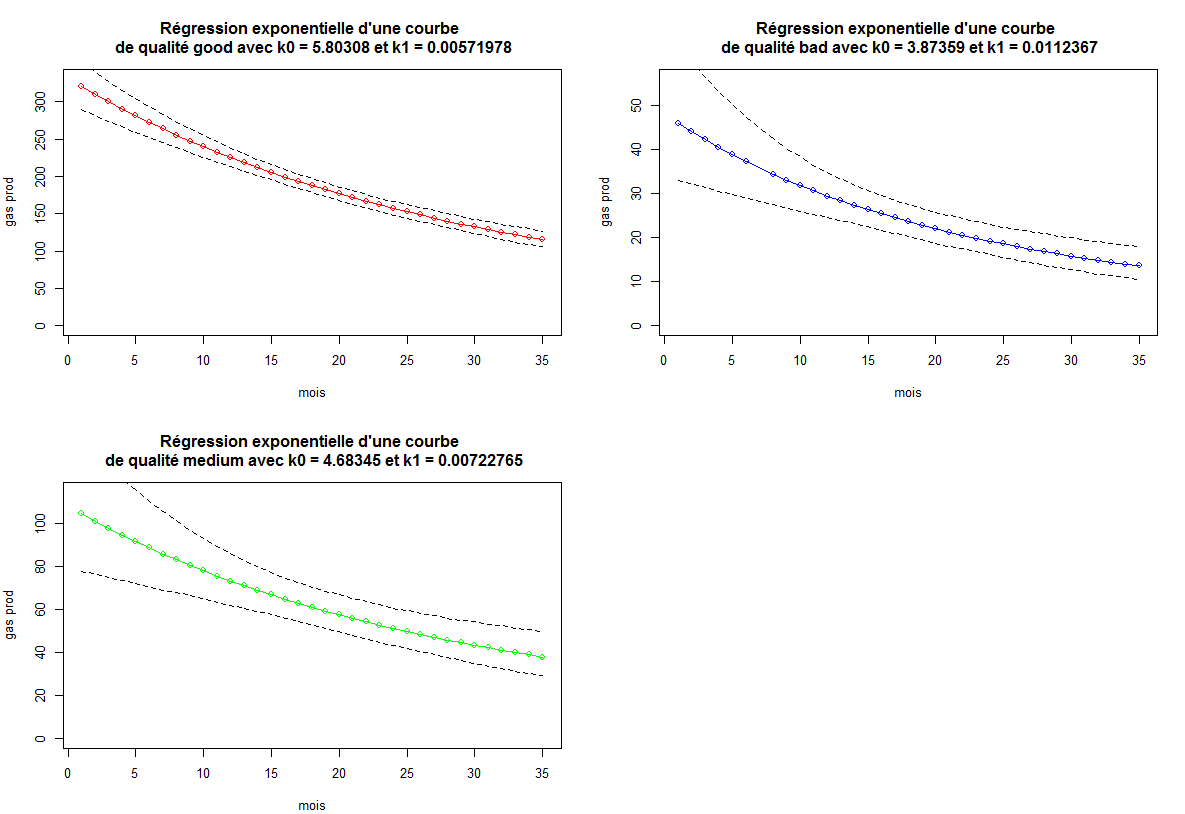 Régression exponentielle d'une courbe
de qualité good avec k0 = 5.80308 et k1 = 0.00571978
gas prod
300
250
200
150
100
50
0
0 5 10 15 20 25 30 35
mois
Régression exponentielle d'une courbe
de qualité bad avec k0 = 3.87359 et k1 = 0.0112367
gas prod
50
40
30
20
10
0
0 5 10 15 20 25 30 35
mois
Régression exponentielle d'une courbe
de qualité medium avec k0 = 4.68345 et k1 = 0.00722765
gas prod
100
80
60
40
20
0
0 5 10 15 20 25 30 35
mois